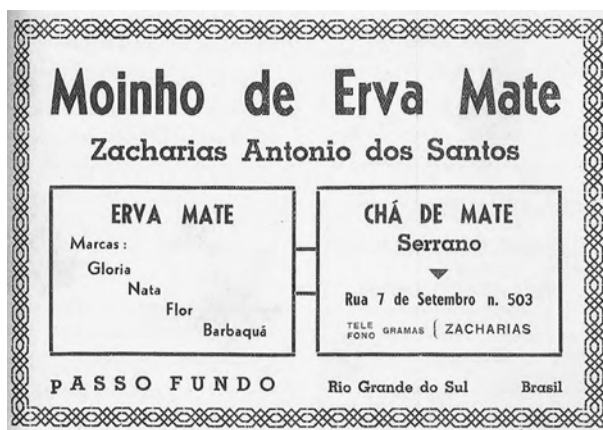 Moinho de Erva Mate
Zacharias Antonio dos Santos
ERVA MATE
Marcas:
Gloria
Nata
Flor
Barbaquá
CHÁ DE MATE
Serrano
Rua 7 de Setembro n. 503
TELE FONO GRAMAS { ZACHARIAS
pASSO FUNDO Rio Grande do Sul Brasil